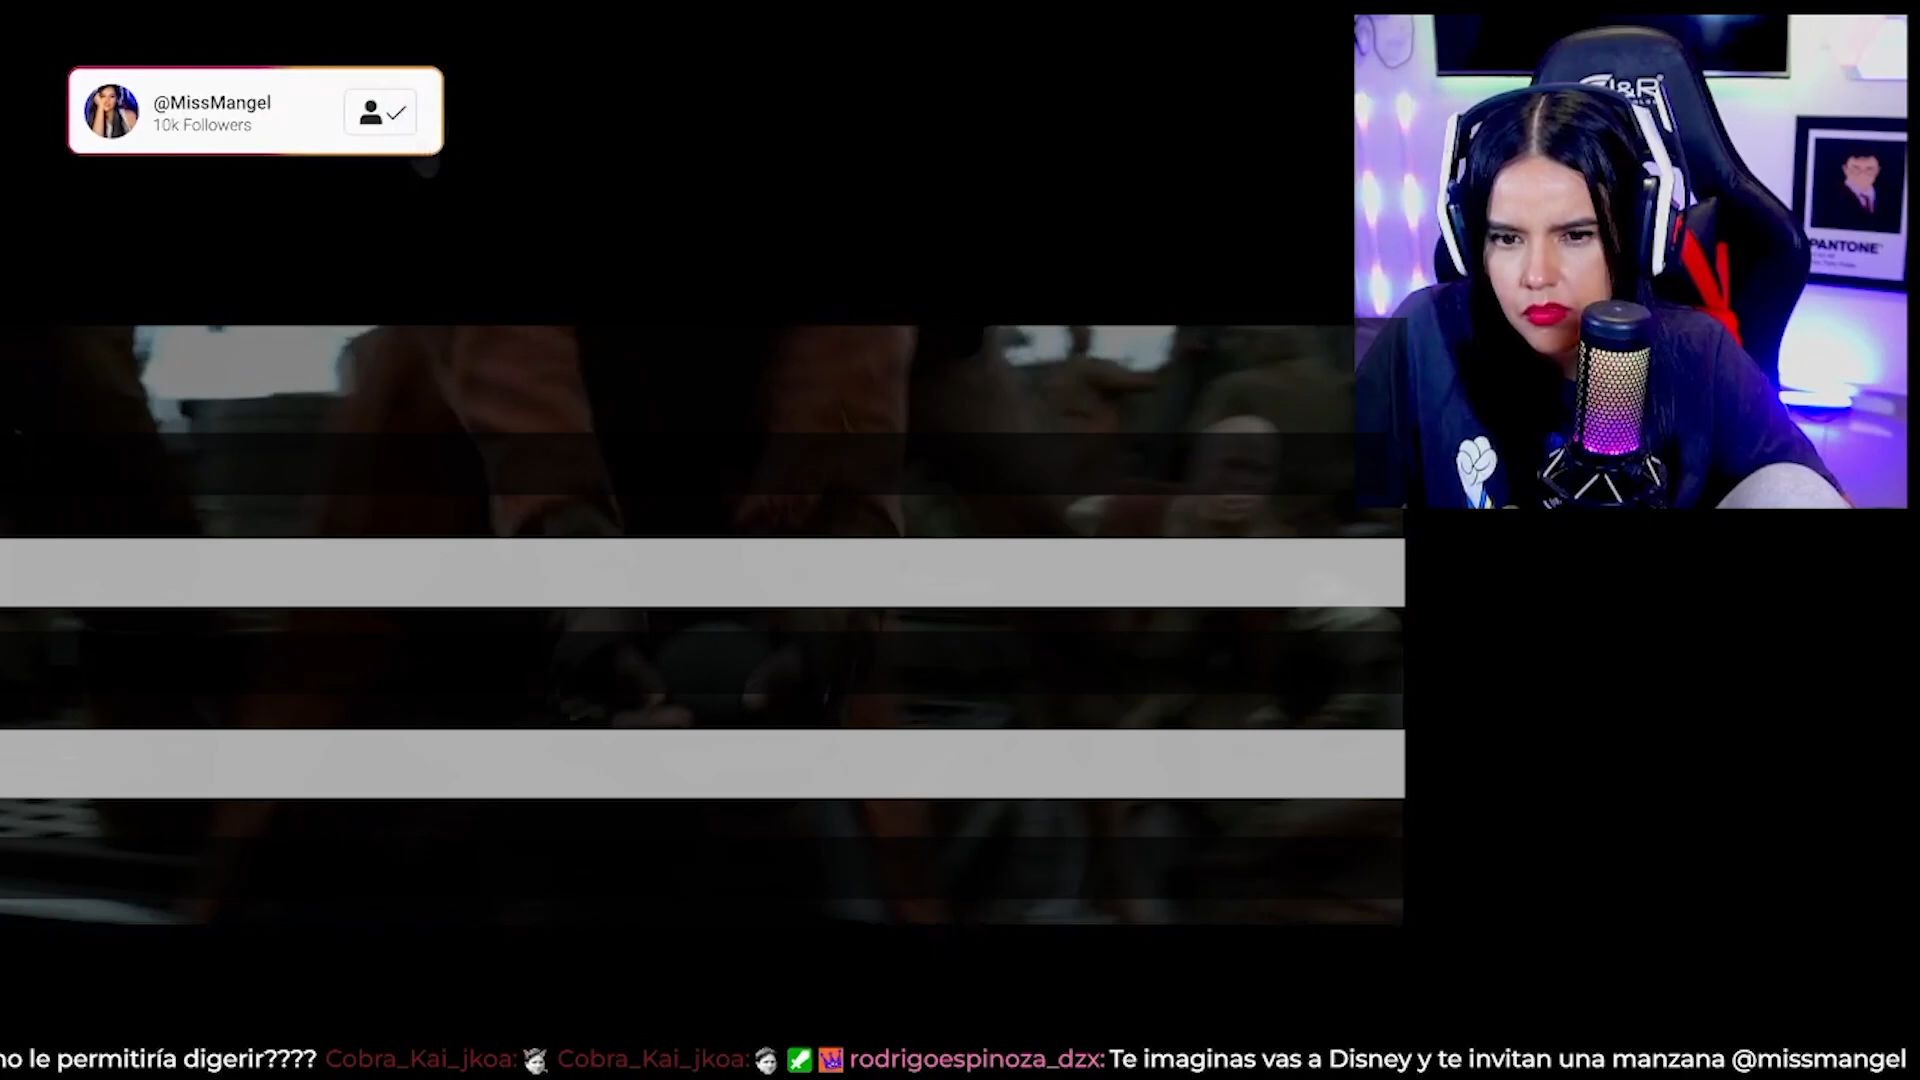 @MissMangel
10k Followers
PANTONE
no le permitiría digerir???? Cobra_Kai_jkoa: Cobra_Kai_jkoa: rodrigoespinoza_dzx: Te imaginas vas a Disney y te invitan una manzana @missmangel